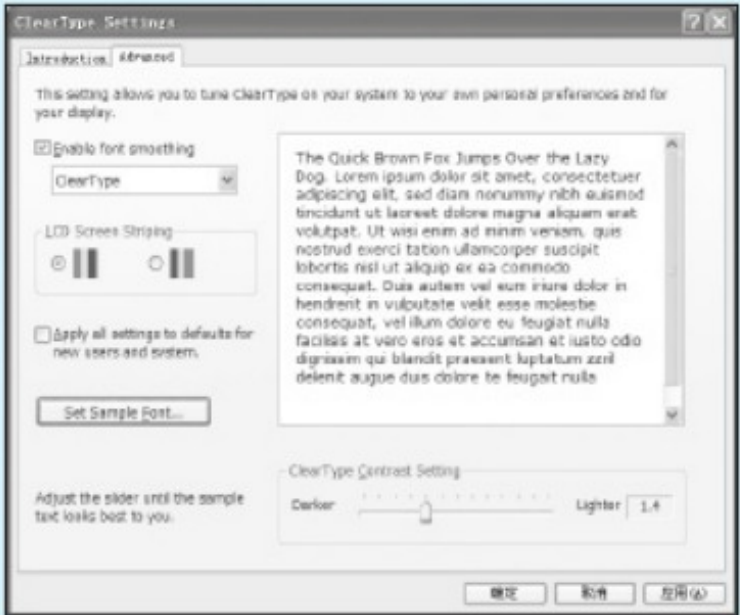 ClearType Settings
Introduction Advanced
This setting allows you to tune ClearType on your system to your own personal preferences and for
your display.
Enable font smoothing
ClearType
LCD Screen Striping
Apply all settings to defaults for
new users and system.
Set Sample Font...
The Quick Brown Fox Jumps Over the Lazy
Dog. Lorem ipsum dolor sit amet, consectetuer
adipiscing elit, sed diam nonummy nibh euismod
tincidunt ut laoreet dolore magna aliquam erat
volutpat. Ut wisi enim ad minim veniam, quis
nostrud exerci tation ullamcorper suscipit
lobortis nisl ut aliquip ex ea commodo
consequat. Duis autem vel eum iriure dolor in
hendrerit in vulputate velit esse molestie
consequat, vel illum dolore eu feugiat nulla
facilisis at vero eros et accumsan et iusto odio
dignissim qui blandit praesent luptatum zzril
delenit augue duis dolore te feugait nulla
Adjust the slider until the sample
text looks best to you.
ClearType Contrast Setting
Darker Lighter 1.4
确定 取消 应用(A)